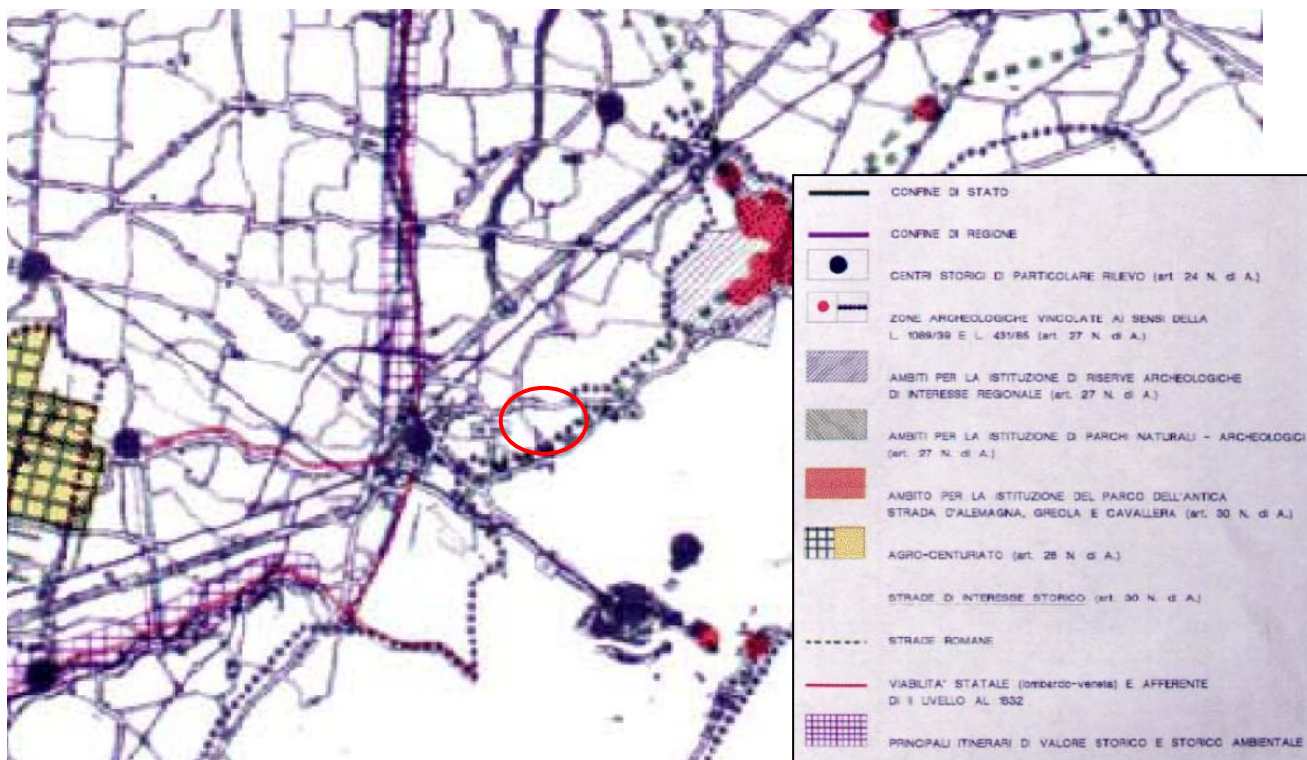 CONFINE DI STATO
CONFINE DI REGIONE
CENTRI STORICI DI PARTICOLARE RILEVO (art. 24 N. di A.)
ZONE ARCHEOLOGICHE VINCOLATE AI SENSI DELLA
L. 1089/39 E L. 431/85 (art. 27 N. di A.)
AMBITI PER LA ISTITUZIONE DI RISERVE ARCHEOLOGICHE
DI INTERESSE REGIONALE (art. 27 N. di A.)
AMBITI PER LA ISTITUZIONE DI PARCHI NATURALI - ARCHEOLOGICI
(art. 27 N. di A.)
AMBITO PER LA ISTITUZIONE DEL PARCO DELL'ANTICA
STRADA D'ALEMAGNA, GREOLA E CAVALLERA (art. 30 N. di A.)
AGRO-CENTURIATO (art. 28 N. di A.)
STRADE DI INTERESSE STORICO (art. 30 N. di A.)
STRADE ROMANE
VIABILITA' STATALE (lombardo-veneta) E AFFERENTE
DI II LIVELLO AL 1832
PRINCIPALI ITINERARI DI VALORE STORICO E STORICO AMBIENTALE